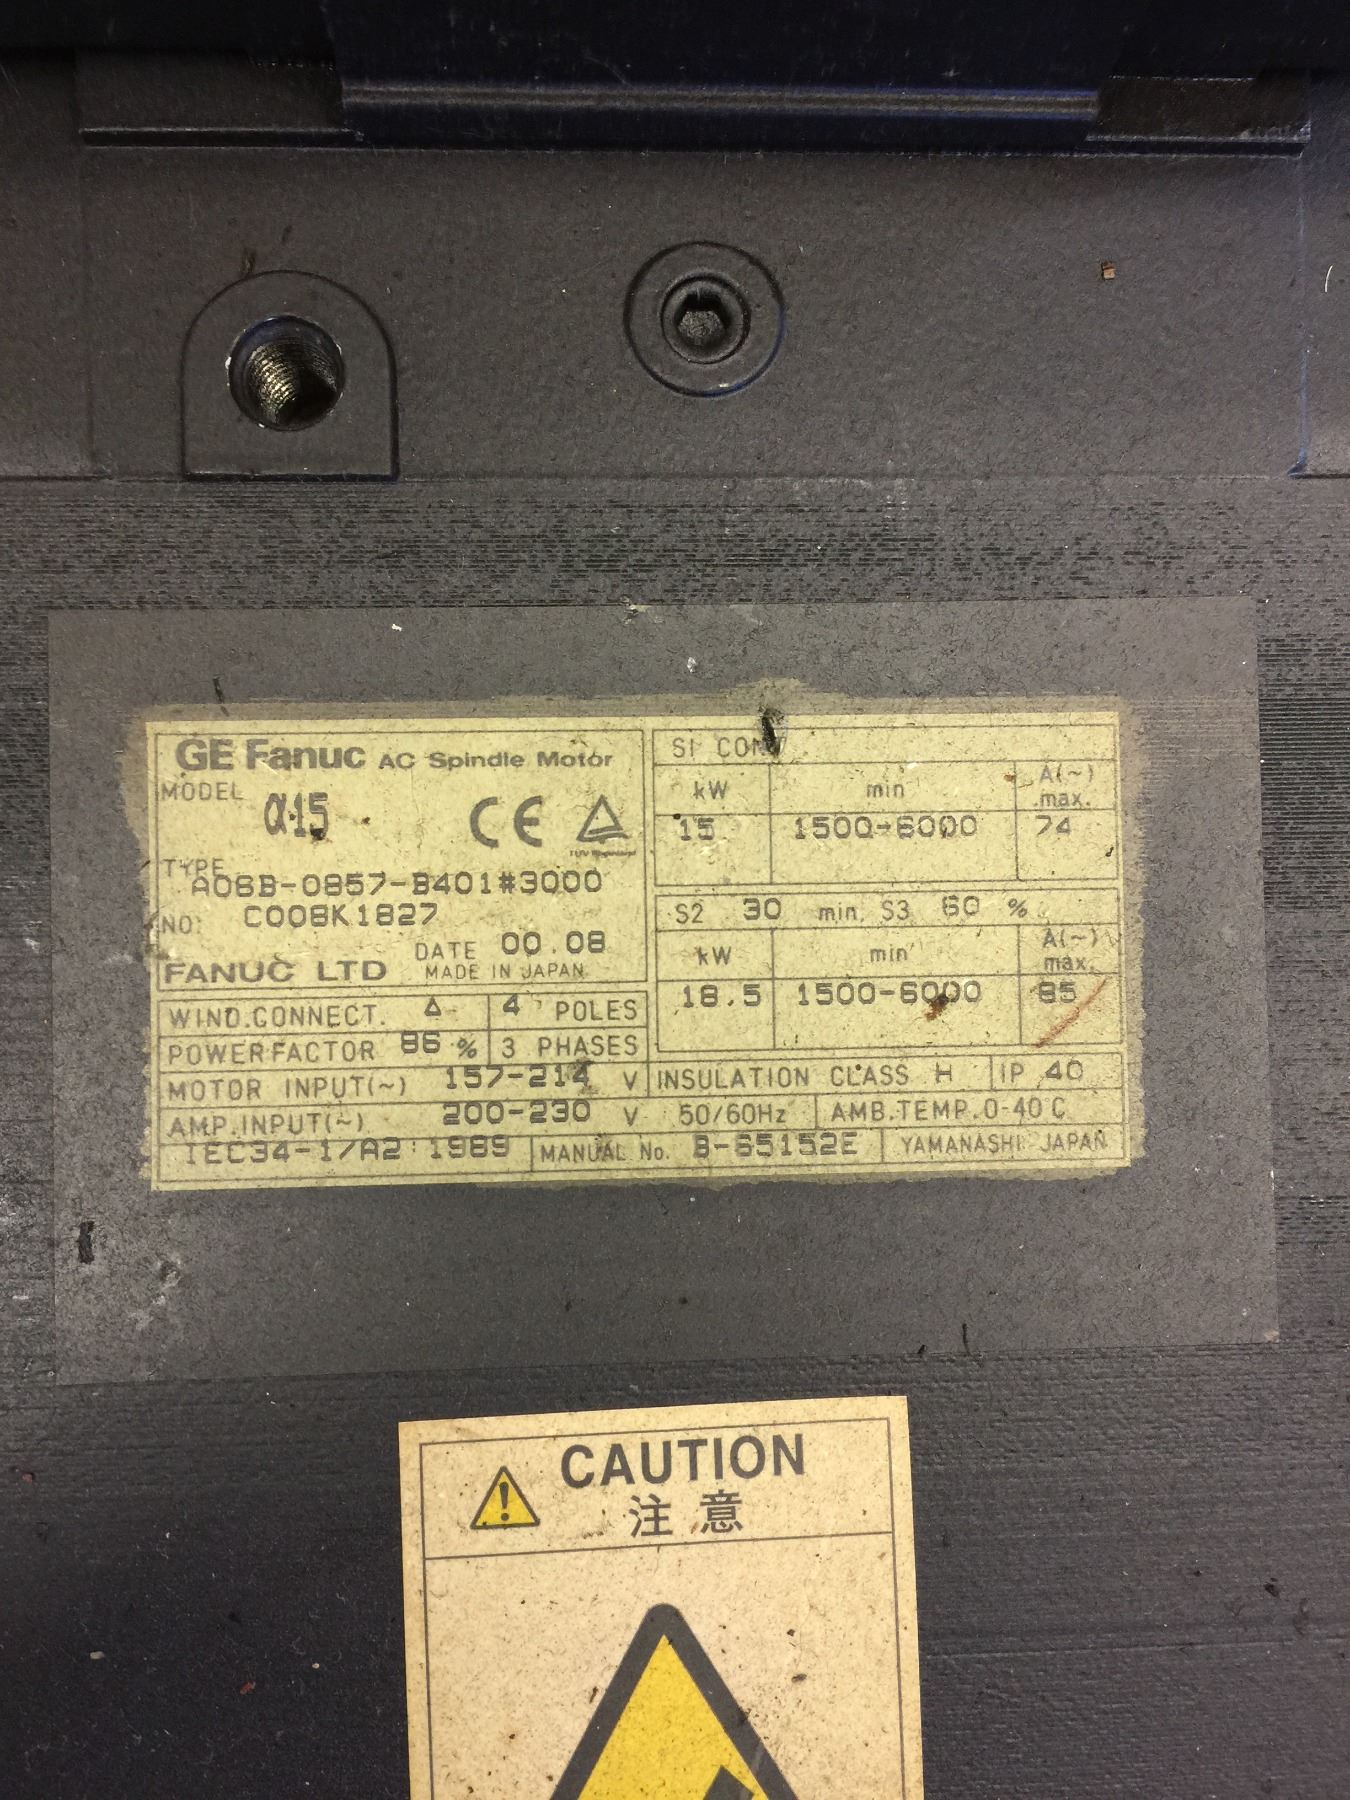 GE Fanuc AC Spindle Motor
MODEL α15
CE
TYPE A06B-0857-B401#3000
NO. C008K1827
DATE 00.08
FANUC LTD MADE IN JAPAN
S1 CONT
kW min A(~) max.
15 1500-6000 74
S2 30 min. S3 60 %
kW min A(~) max.
18.5 1500-6000 85
WIND.CONNECT. Δ 4 POLES
POWER FACTOR 86 % 3 PHASES
MOTOR INPUT(~) 157-214 V INSULATION CLASS H IP 40
AMP.INPUT(~) 200-230 V 50/60Hz AMB.TEMP.0-40 C
IEC34-1/A2:1989 MANUAL No. B-65152E YAMANASHI JAPAN
CAUTION
注意